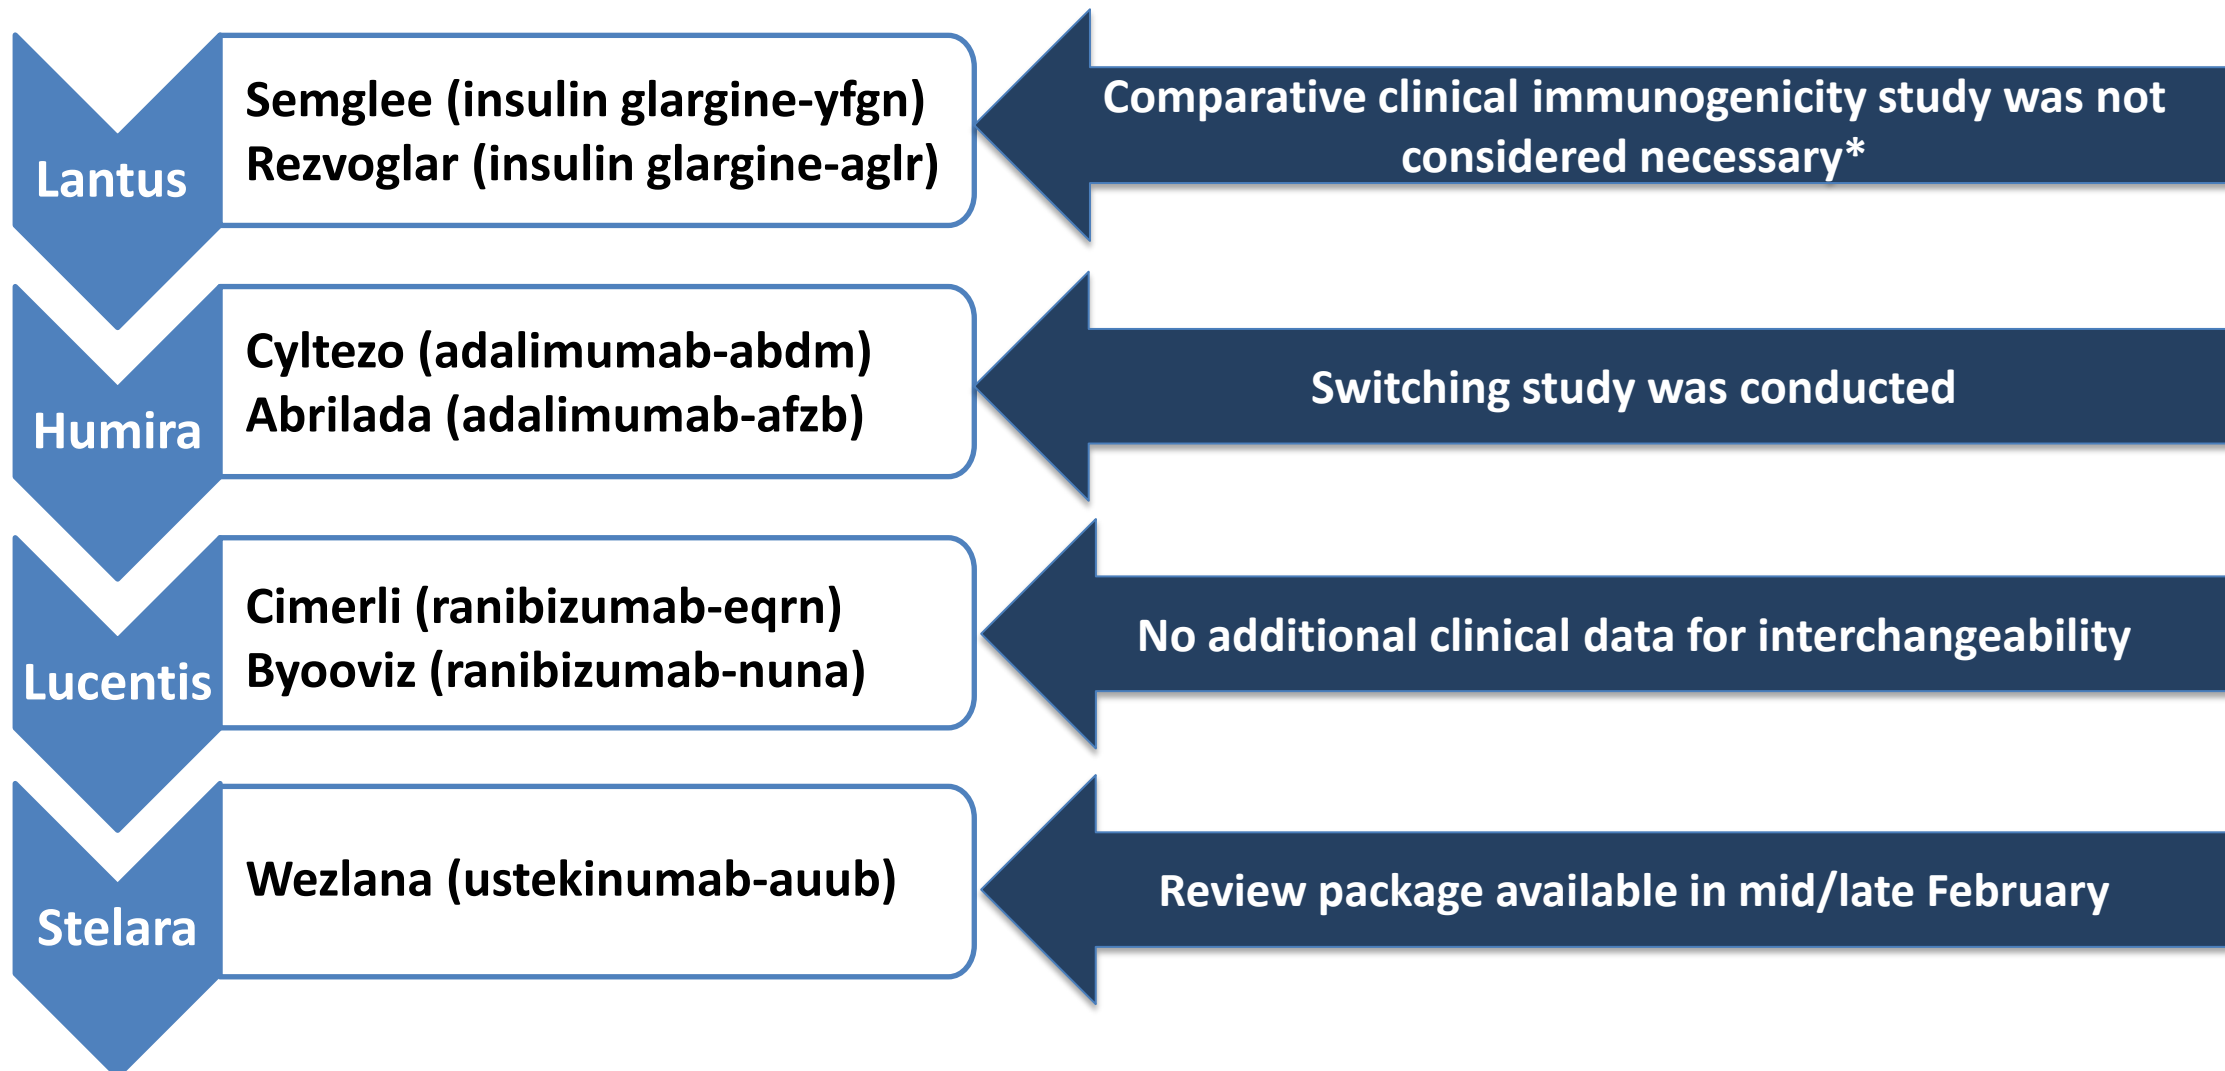 Lantus
Semglee (insulin glargine-yfgn)
Rezvoglar (insulin glargine-aglr)
Comparative clinical immunogenicity study was not
considered necessary*
Humira
Cyltezo (adalimumab-abdm)
Abrilada (adalimumab-afzb)
Switching study was conducted
Lucentis
Cimerli (ranibizumab-eqrn)
Byooviz (ranibizumab-nuna)
No additional clinical data for interchangeability
Stelara
Wezlana (ustekinumab-auub)
Review package available in mid/late February